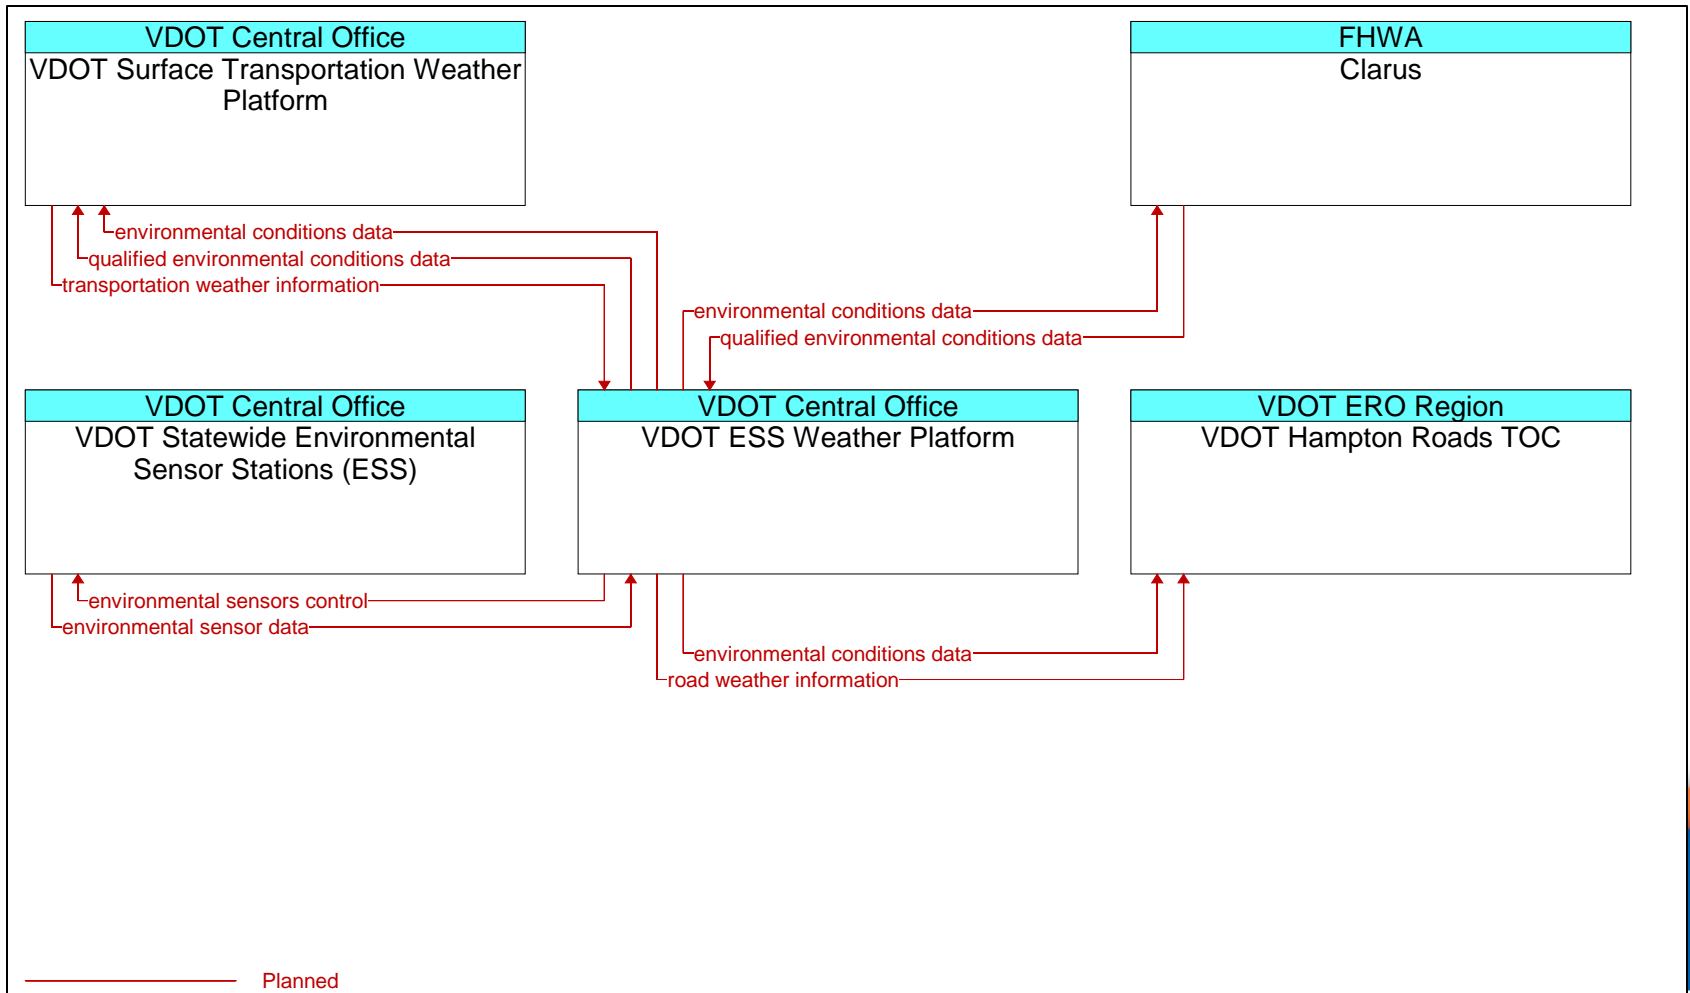 VDOT Central Office
VDOT Surface Transportation Weather
Platform
FHWA
Clarus
environmental conditions data
qualified environmental conditions data
transportation weather information
environmental conditions data
qualified environmental conditions data
VDOT Central Office
VDOT Statewide Environmental
Sensor Stations (ESS)
VDOT Central Office
VDOT ESS Weather Platform
VDOT ERO Region
VDOT Hampton Roads TOC
environmental sensors control
environmental sensor data
environmental conditions data
road weather information
Planned